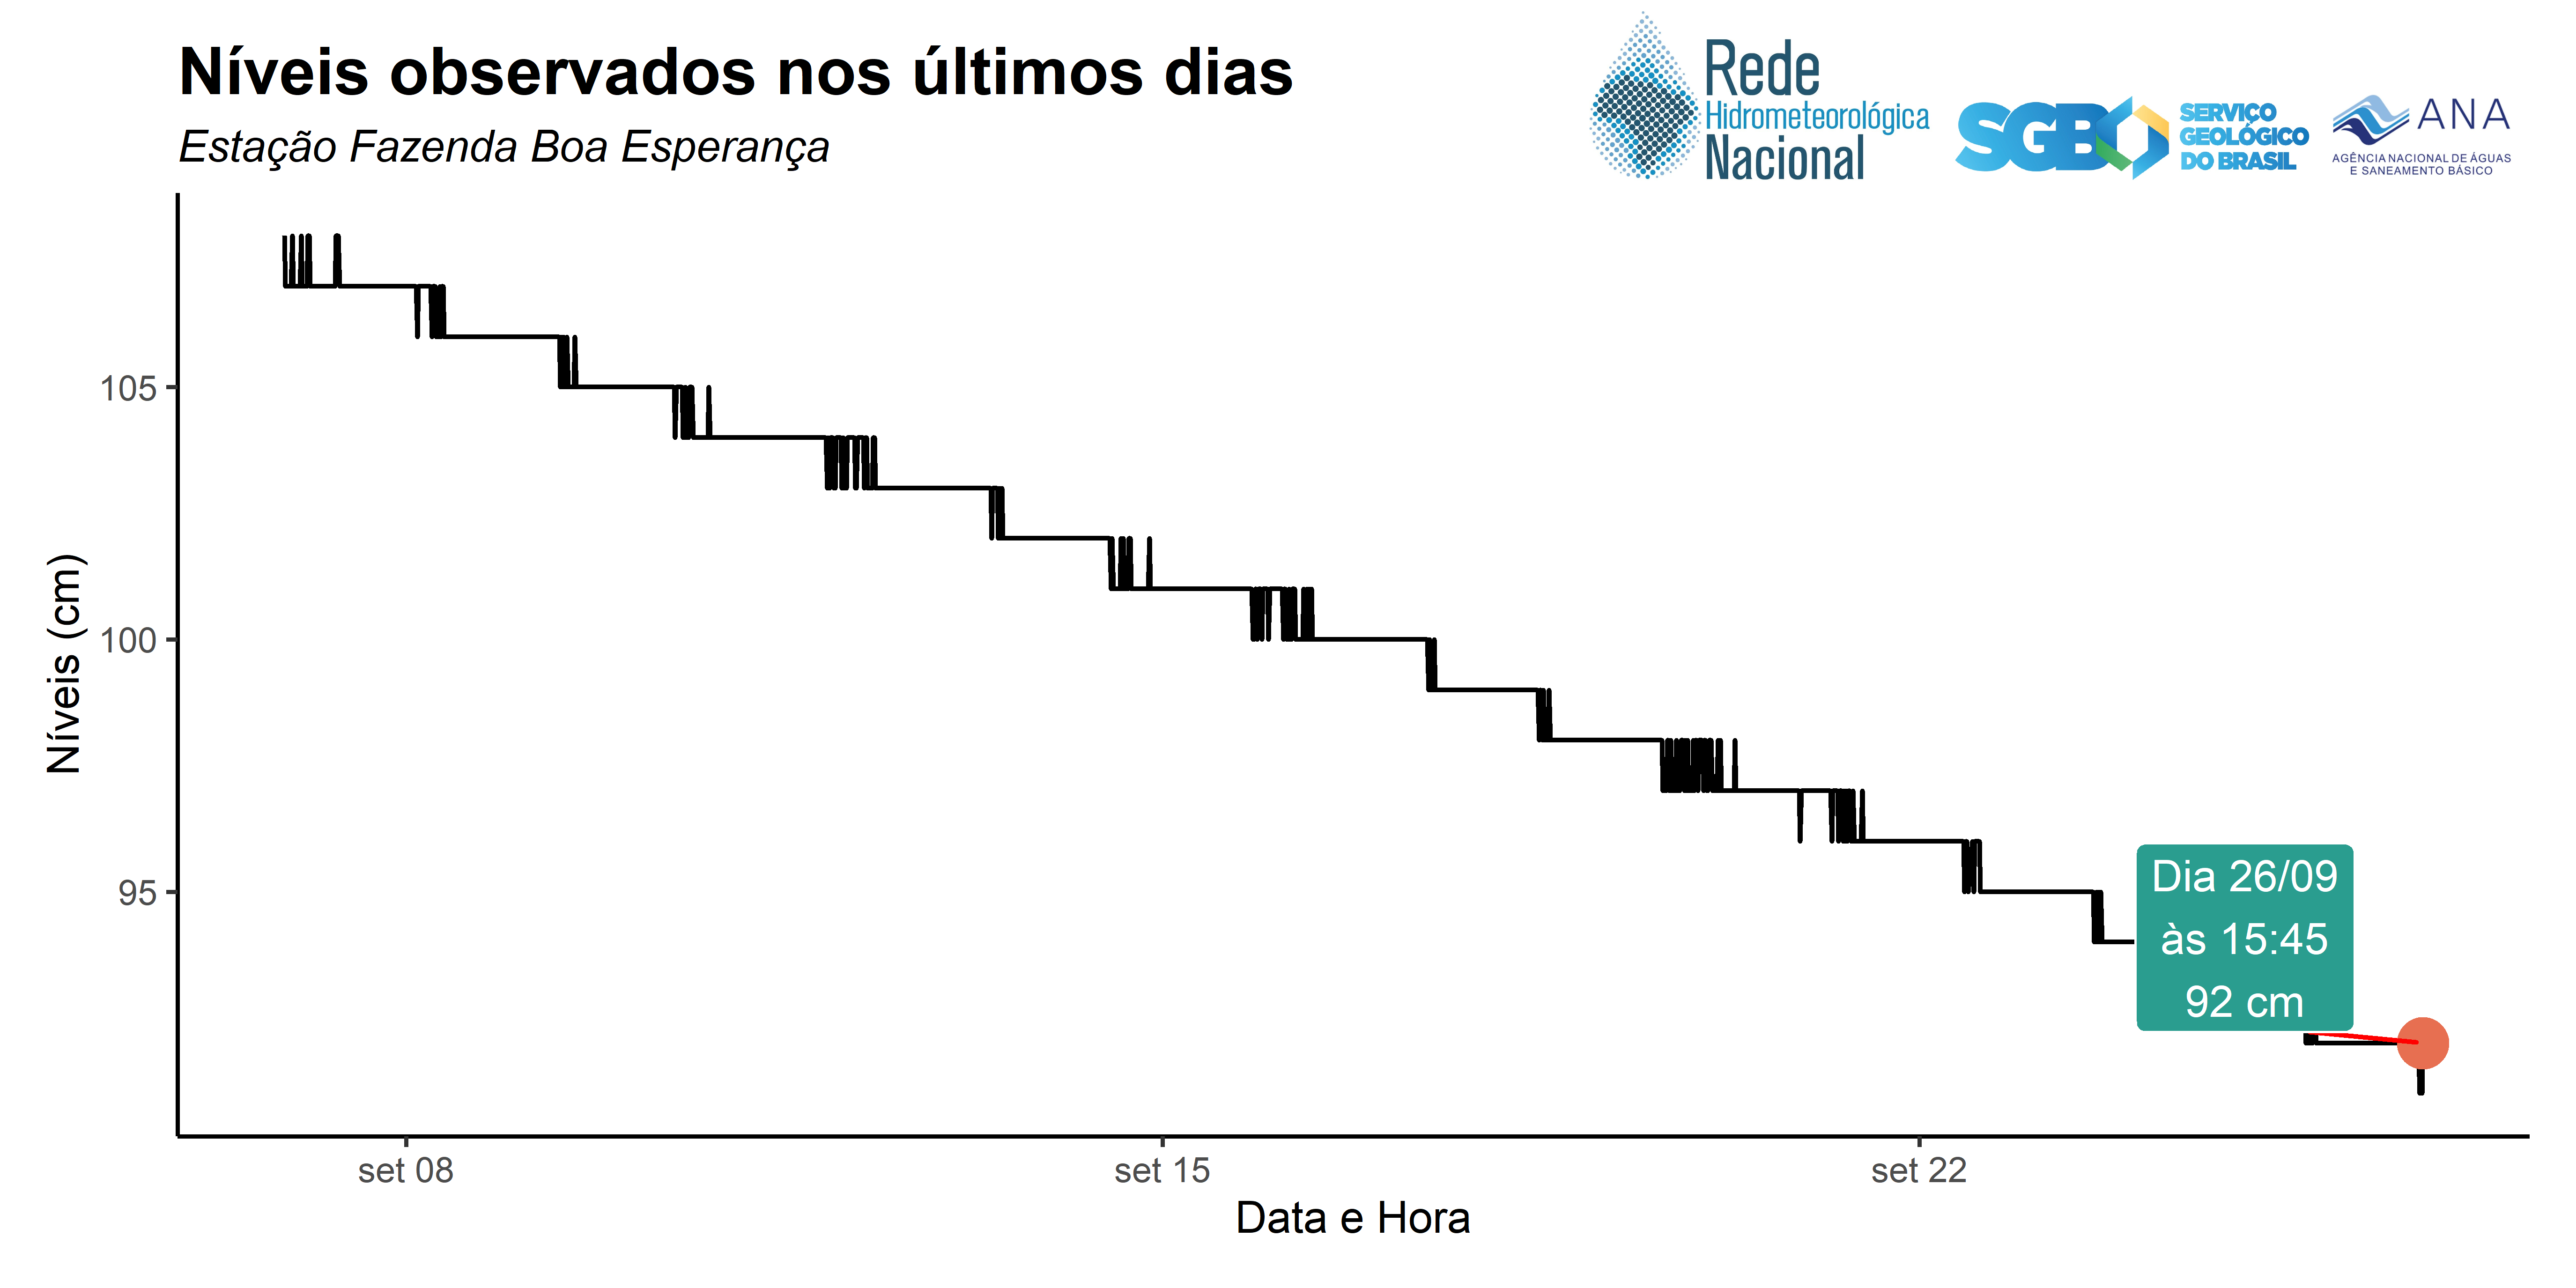 Níveis observados nos últimos dias
Estação Fazenda Boa Esperança
Rede
Hidrometeorológica
Nacional
SGB
SERVIÇO
GEOLÓGICO
DO BRASIL
ANA
AGÊNCIA NACIONAL DE ÁGUAS
E SANEAMENTO BÁSICO
Níveis (cm)
105
100
95
Dia 26/09
às 15:45
92 cm
set 08
set 15
set 22
Data e Hora